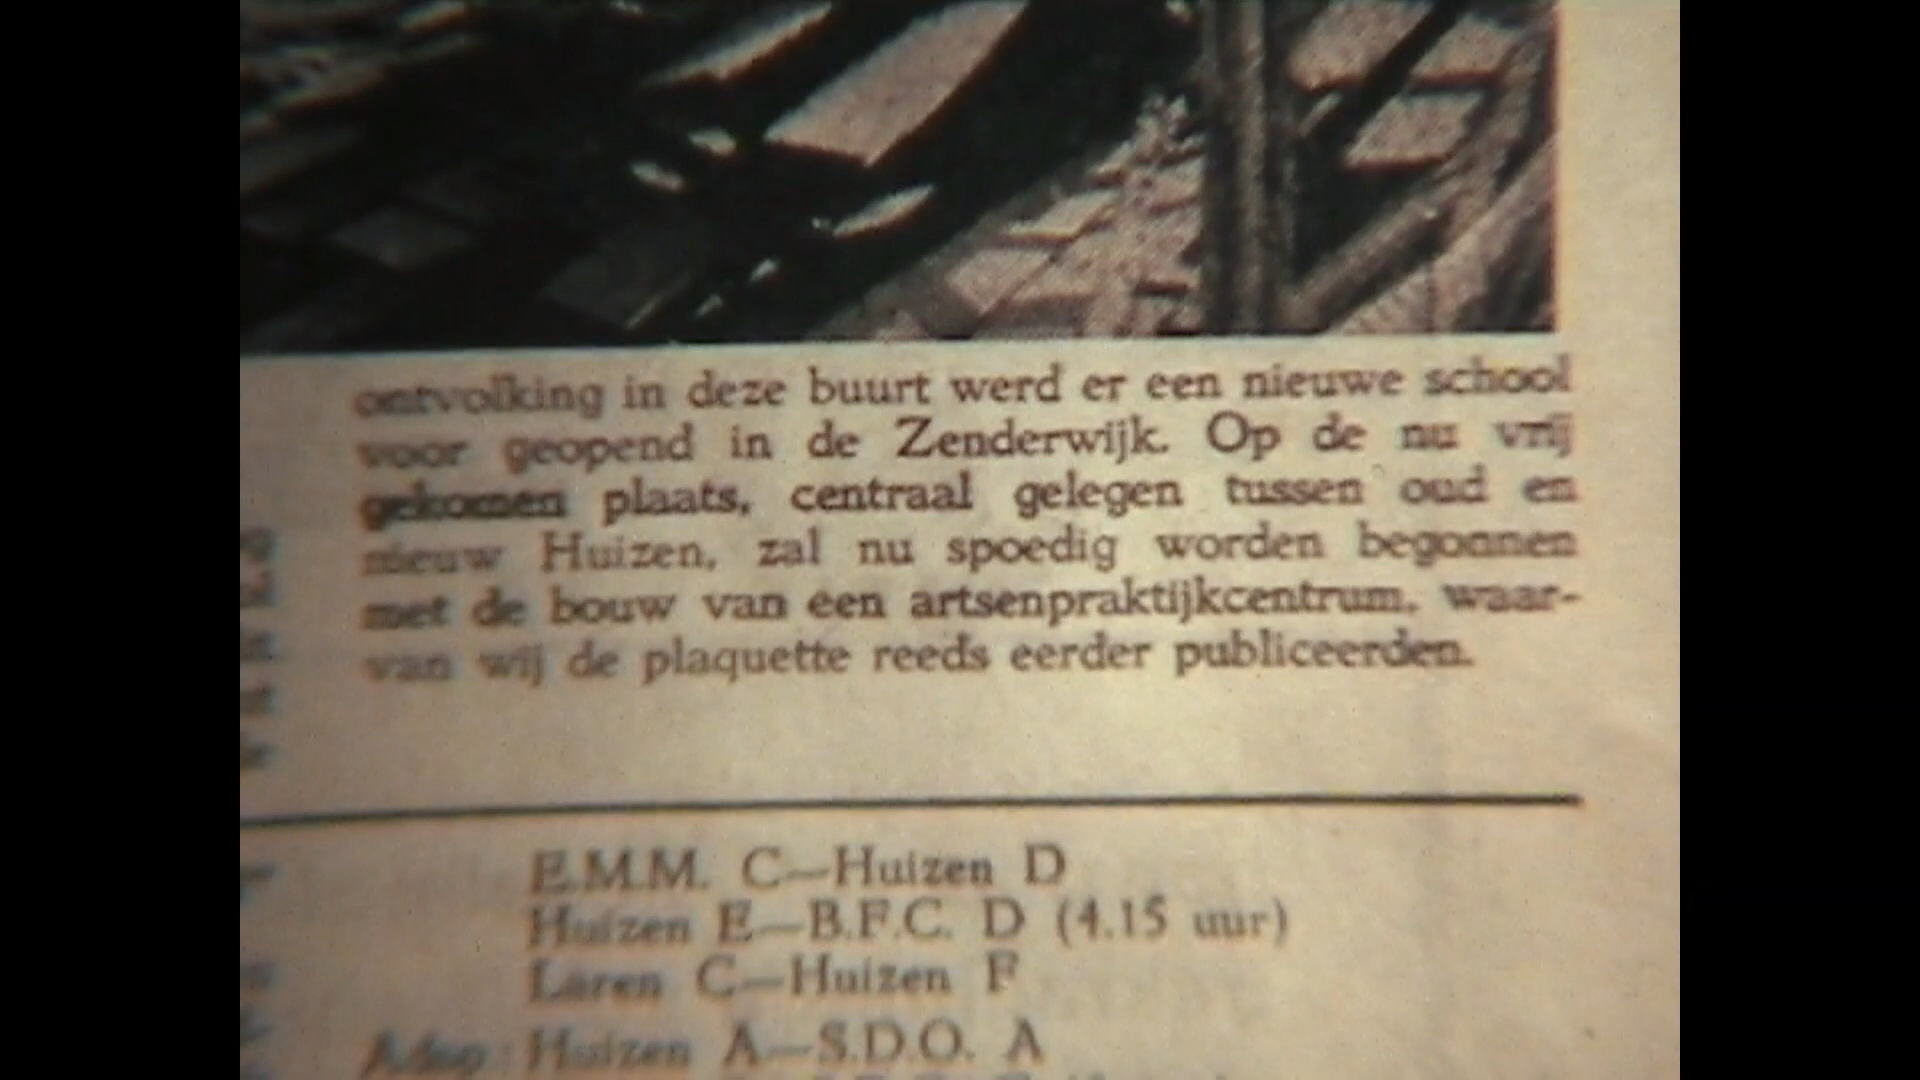 ontvolking in deze buurt werd er een nieuwe school
voor geopend in de Zenderwijk. Op de nu vrij
gekomen plaats, centraal gelegen tussen oud en
nieuw Huizen, zal nu spoedig worden begonnen
met de bouw van een artsenpraktijkcentrum, waar-
van wij de plaquette reeds eerder publiceerden.
E.M.M. C—Huizen D
Huizen E—B.F.C. D (4.15 uur)
Laren C—Huizen F
Adsp: Huizen A—S.D.O. A